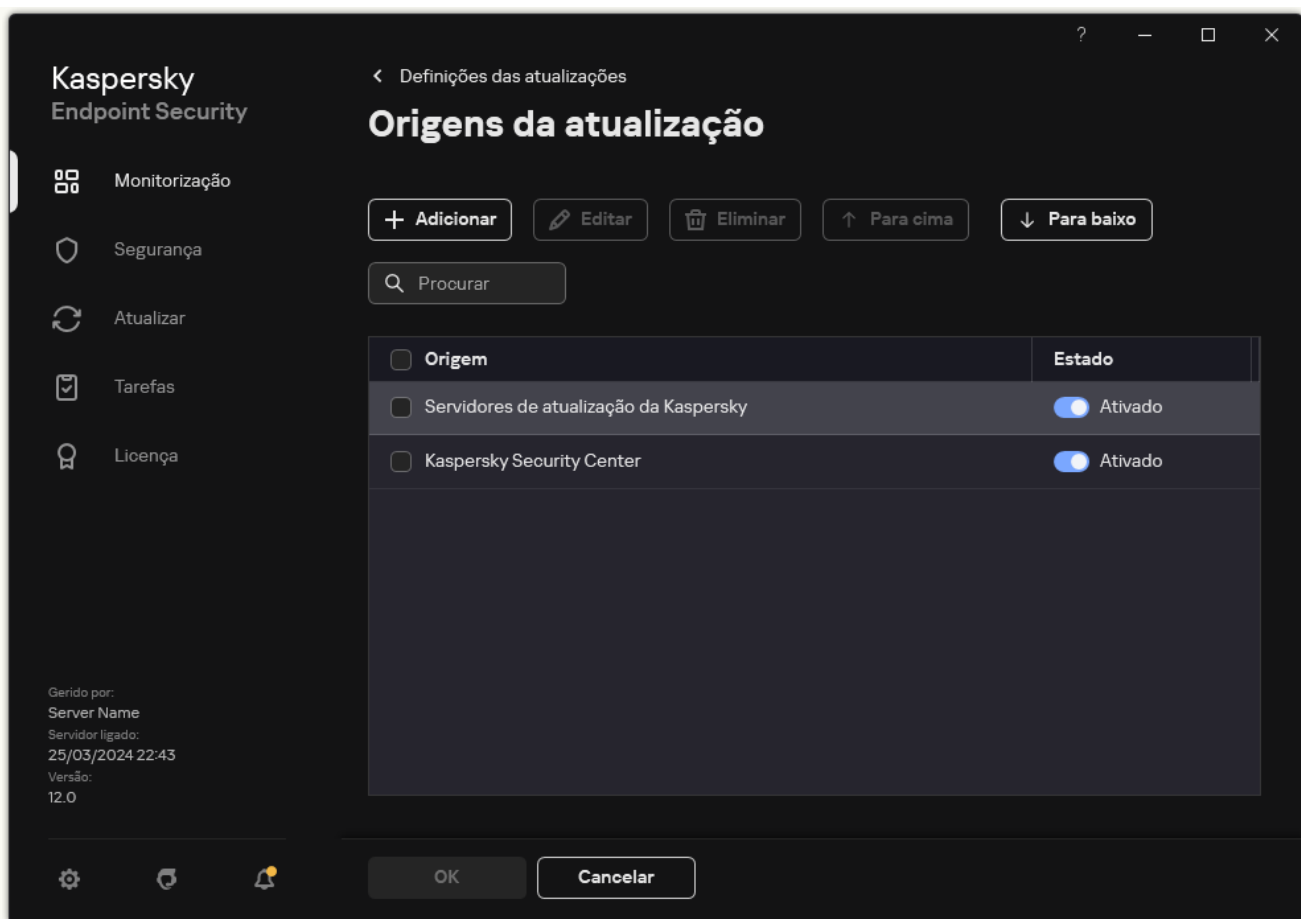 ?
Kaspersky
Endpoint Security
Monitorização
Segurança
Atualizar
Tarefas
Licença
Gerido por:
Server Name
Servidor ligado:
25/03/2024 22:43
Versão:
12.0
Definições das atualizações
Origens da atualização
Adicionar Editar Eliminar Para cima Para baixo
Procurar
Origem Estado
Servidores de atualização da Kaspersky Ativado
Kaspersky Security Center Ativado
OK Cancelar